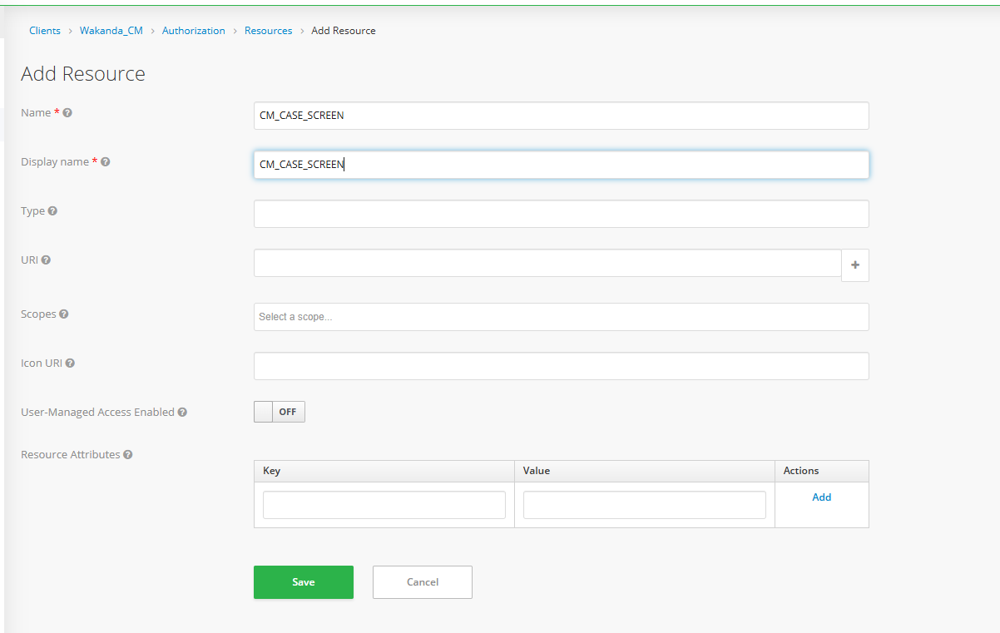 Clients › Wakanda_CM › Authorization › Resources › Add Resource
Add Resource
Name *
CM_CASE_SCREEN
Display name *
CM_CASE_SCREEN
Type
URI
+
Scopes
Select a scope...
Icon URI
User-Managed Access Enabled
OFF
Resource Attributes
Key Value Actions
Add
Save Cancel